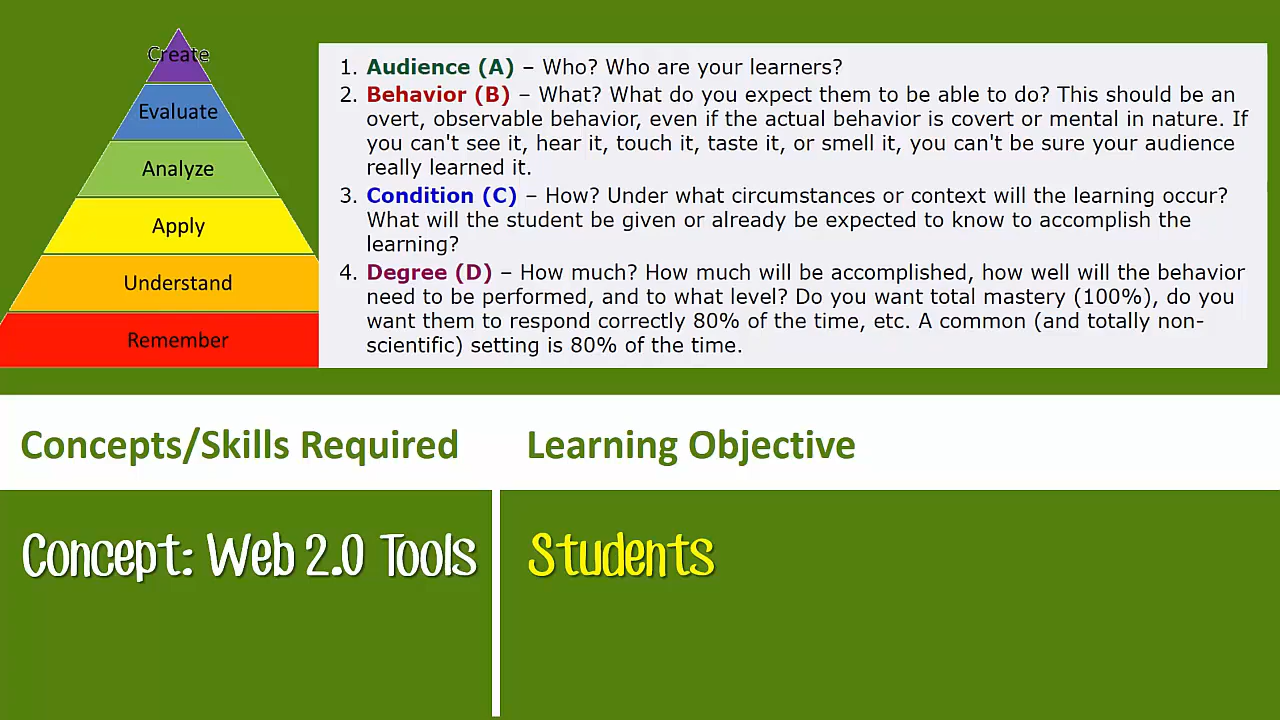 Create
Evaluate
Analyze
Apply
Understand
Remember
1. Audience (A) – Who? Who are your learners?
2. Behavior (B) – What? What do you expect them to be able to do? This should be an
overt, observable behavior, even if the actual behavior is covert or mental in nature. If
you can't see it, hear it, touch it, taste it, or smell it, you can't be sure your audience
really learned it.
3. Condition (C) – How? Under what circumstances or context will the learning occur?
What will the student be given or already be expected to know to accomplish the
learning?
4. Degree (D) – How much? How much will be accomplished, how well will the behavior
need to be performed, and to what level? Do you want total mastery (100%), do you
want them to respond correctly 80% of the time, etc. A common (and totally non-
scientific) setting is 80% of the time.
Concepts/Skills Required
Learning Objective
Concept: Web 2.0 Tools
Students